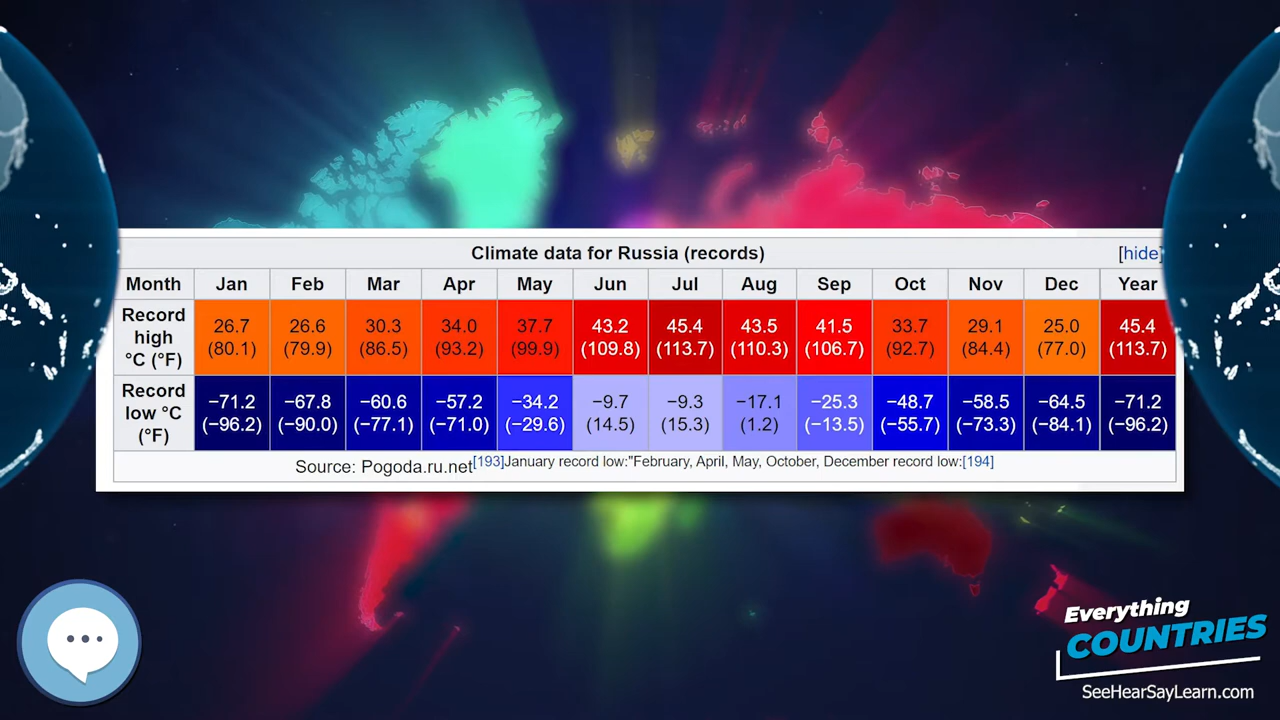 Climate data for Russia (records) [hide]
Month Jan Feb Mar Apr May Jun Jul Aug Sep Oct Nov Dec Year
Record high °C (°F) 26.7 (80.1) 26.6 (79.9) 30.3 (86.5) 34.0 (93.2) 37.7 (99.9) 43.2 (109.8) 45.4 (113.7) 43.5 (110.3) 41.5 (106.7) 33.7 (92.7) 29.1 (84.4) 25.0 (77.0) 45.4 (113.7)
Record low °C (°F) −71.2 (−96.2) −67.8 (−90.0) −60.6 (−77.1) −57.2 (−71.0) −34.2 (−29.6) −9.7 (14.5) −9.3 (15.3) −17.1 (1.2) −25.3 (−13.5) −48.7 (−55.7) −58.5 (−73.3) −64.5 (−84.1) −71.2 (−96.2)
Source: Pogoda.ru.net[193]January record low:"February, April, May, October, December record low:[194]
Everything
COUNTRIES
SeeHearSayLearn.com